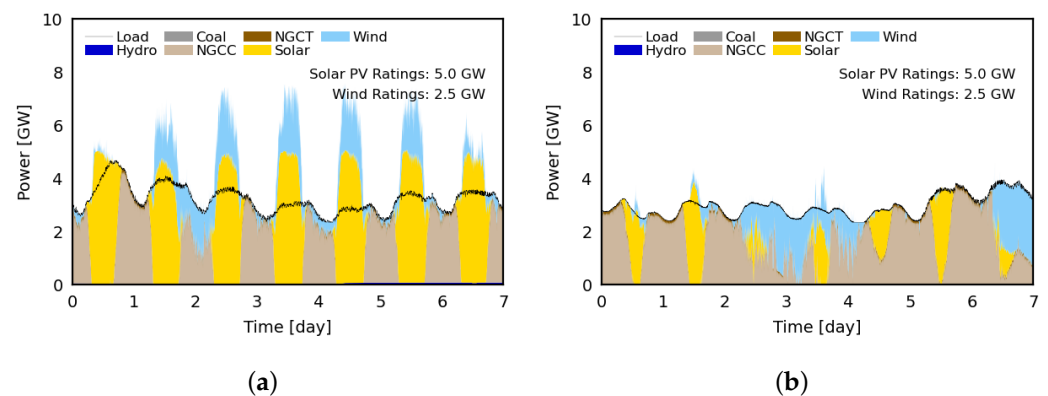 10
8
6
4
2
0
Power [GW]
Load
Coal
NGCT
Wind
Hydro
NGCC
Solar
Solar PV Ratings: 5.0 GW
Wind Ratings: 2.5 GW
0 1 2 3 4 5 6 7
Time [day]
(a)
10
8
6
4
2
0
Power [GW]
Load
Coal
NGCT
Wind
Hydro
NGCC
Solar
Solar PV Ratings: 5.0 GW
Wind Ratings: 2.5 GW
0 1 2 3 4 5 6 7
Time [day]
(b)